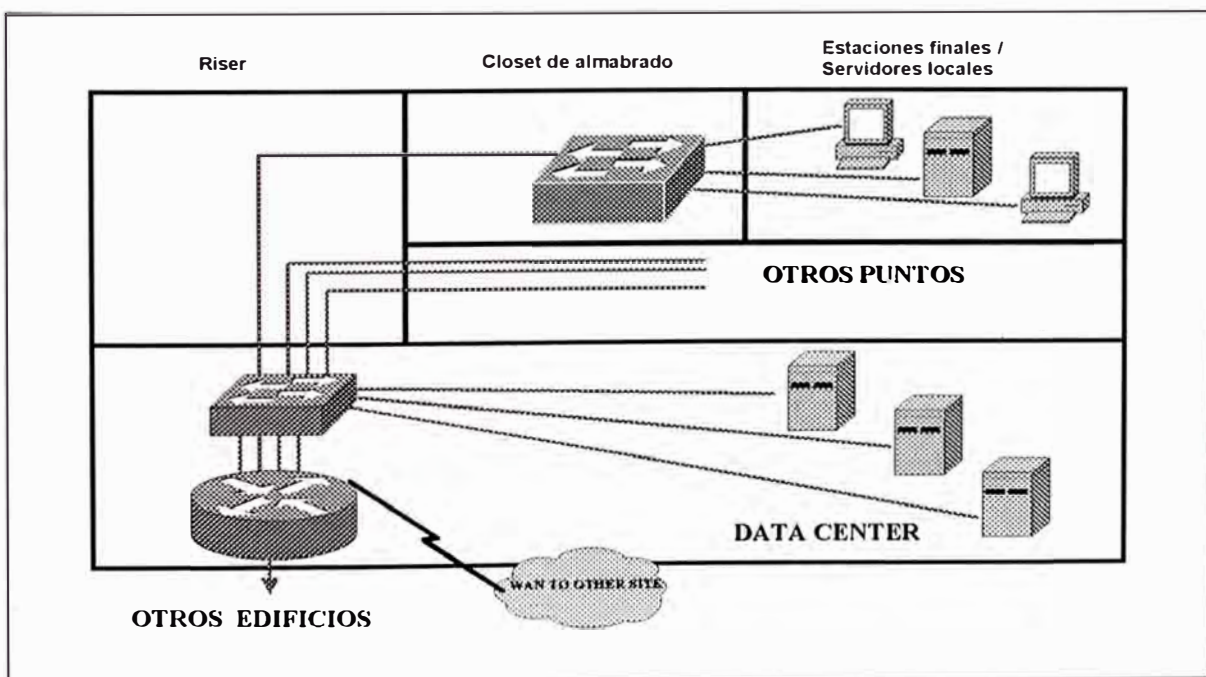 Riser
Closet de almabrado
Estaciones finales /
Servidores locales
OTROS PUNTOS
DATA CENTER
WAN TO OTHER SITE
OTROS EDIFICIOS